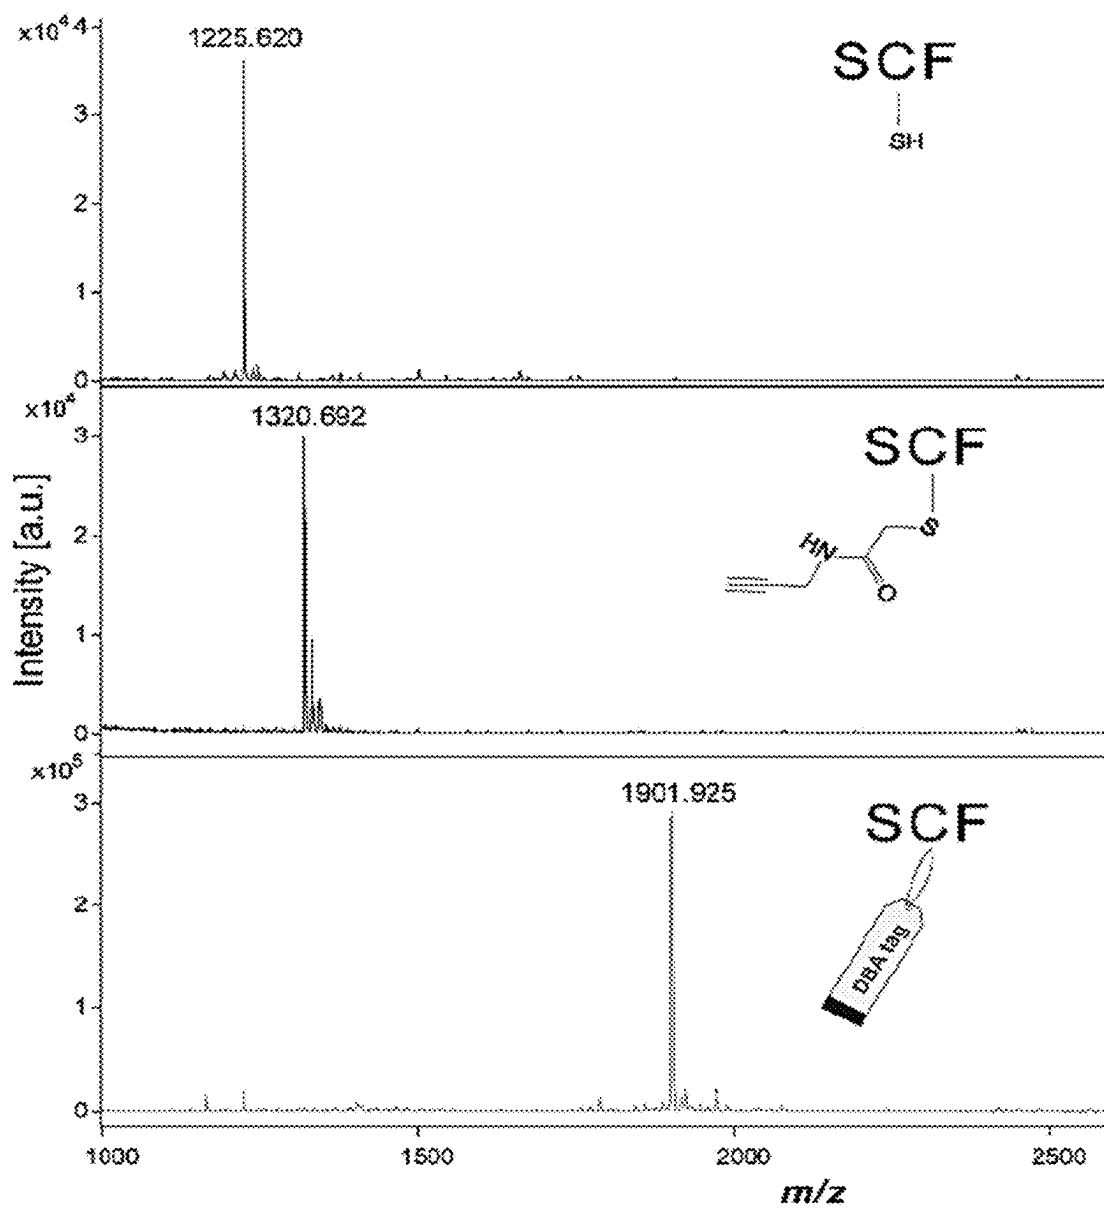 x10⁴
4
1225.620
SCF
SH
3
2
1
0
x10⁴
1320.692
SCF
3
S
HN
O
2
1
0
Intensity [a.u.]
x10⁵
1901.925
SCF
3
2
DBA tag
1
0
1000 1500 2000 2500
m/z